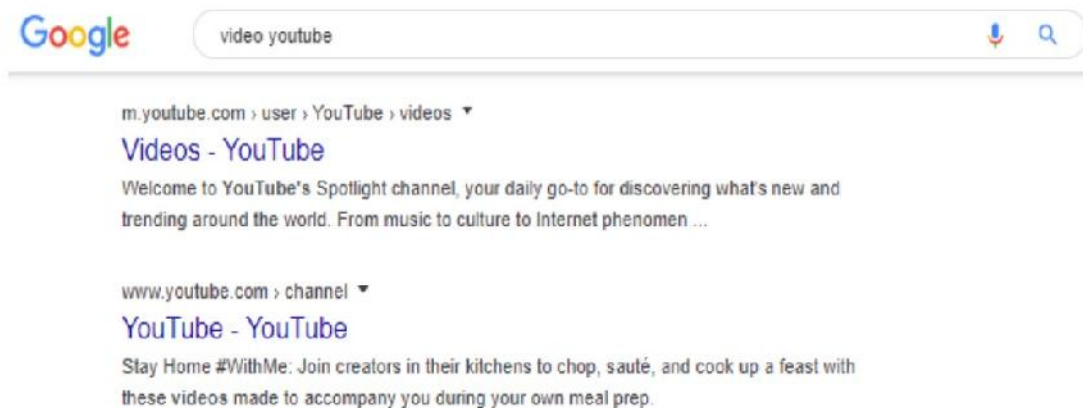 Google
video youtube
m.youtube.com › user › YouTube › videos
Videos - YouTube
Welcome to YouTube's Spotlight channel, your daily go-to for discovering what's new and
trending around the world. From music to culture to Internet phenomen ...
www.youtube.com › channel
YouTube - YouTube
Stay Home #WithMe: Join creators in their kitchens to chop, sauté, and cook up a feast with
these videos made to accompany you during your own meal prep.